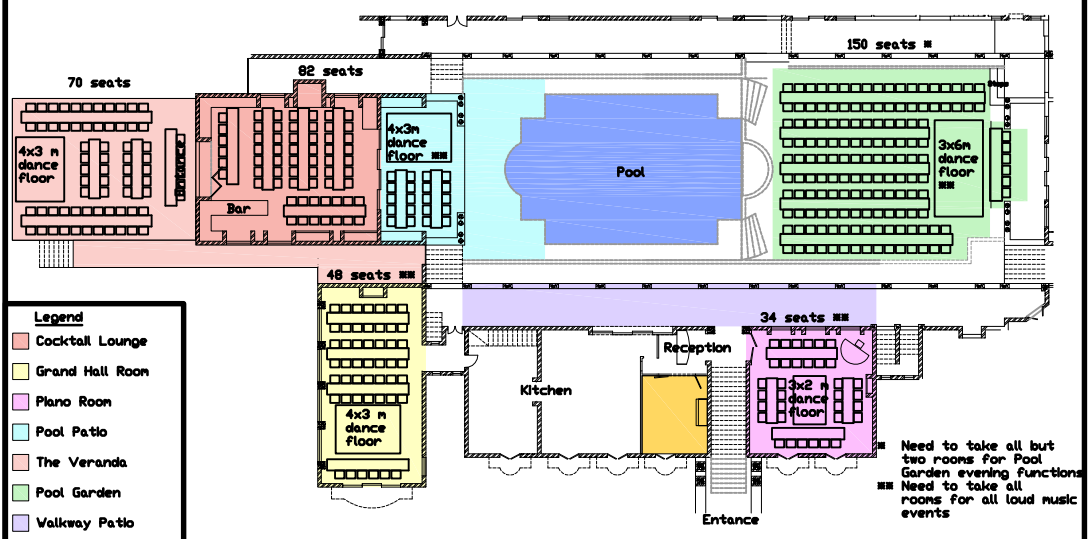 150 seats ※
82 seats
70 seats
Stage
4x3 m
dance
floor
Entrance
Bar
4x3m
dance
floor ※※
Pool
3x6m
dance
floor
※※
48 seats ※※
34 seats ※※
Legend
Cocktail Lounge
Grand Hall Room
Piano Room
Pool Patio
The Veranda
Pool Garden
Walkway Patio
4x3 m
dance
floor
Kitchen
Reception
3x2 m
dance
floor
Entance
※ Need to take all but
two rooms for Pool
Garden evening functions
※※ Need to take all
rooms for all loud music
events